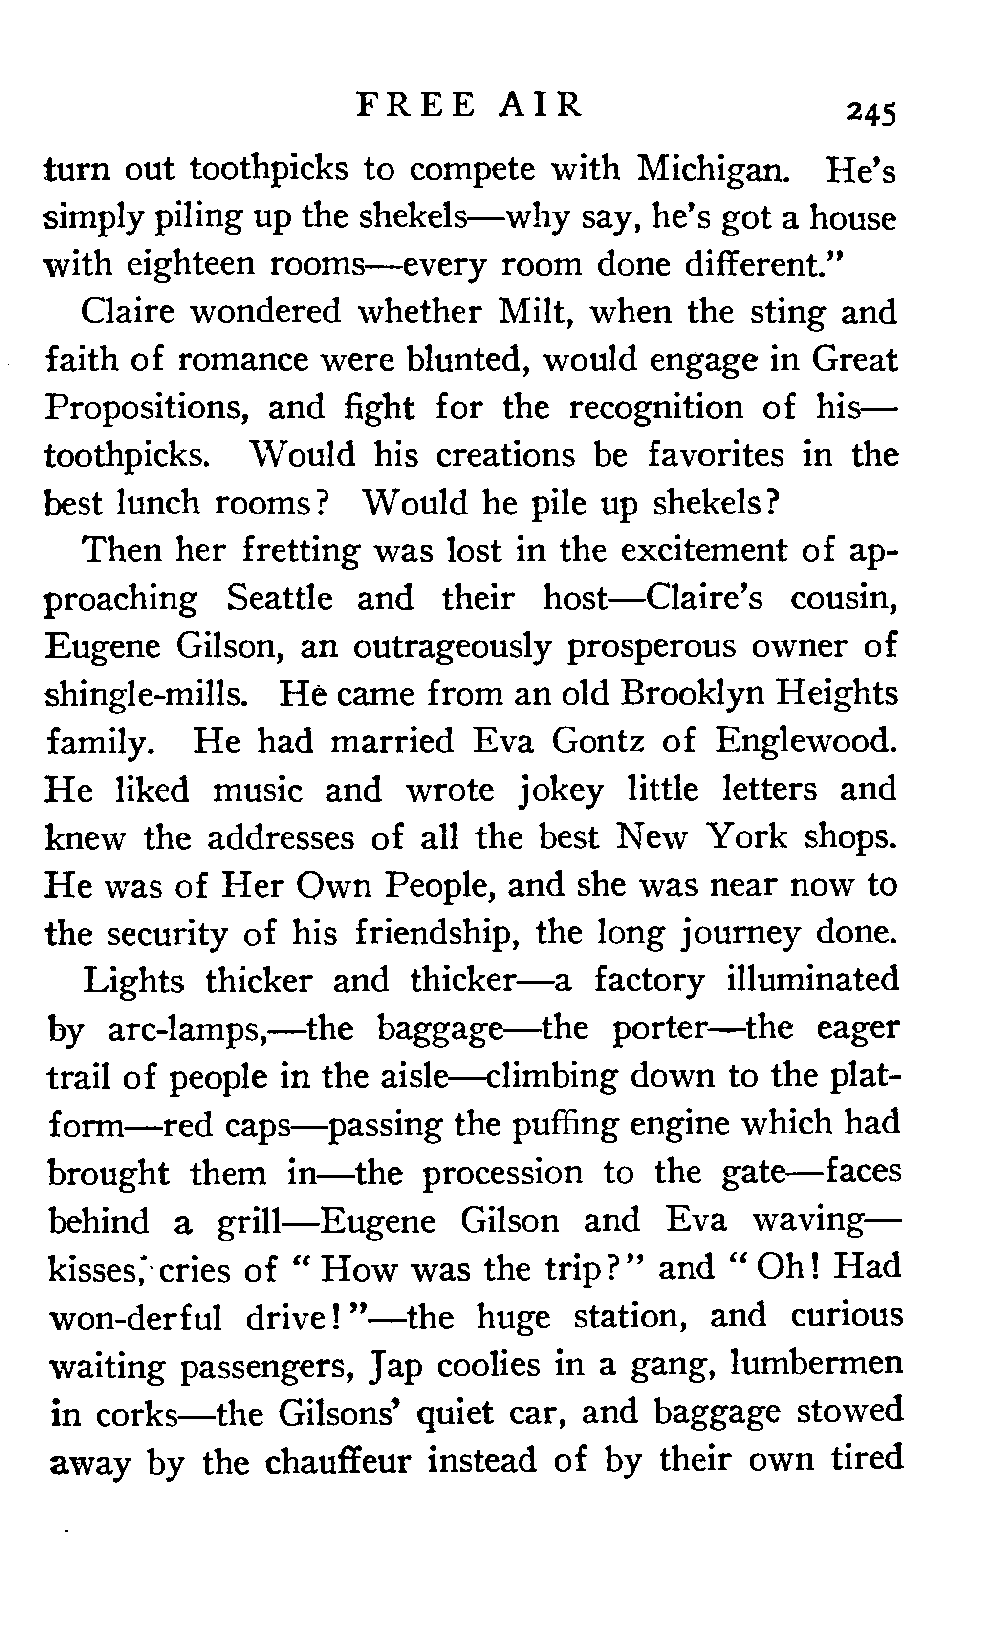 FREE AIR 245
turn out toothpicks to compete with Michigan. He's
simply piling up the shekels—why say, he's got a house
with eighteen rooms—every room done different."
Claire wondered whether Milt, when the sting and
faith of romance were blunted, would engage in Great
Propositions, and fight for the recognition of his—
toothpicks. Would his creations be favorites in the
best lunch rooms? Would he pile up shekels?
Then her fretting was lost in the excitement of ap-
proaching Seattle and their host—Claire's cousin,
Eugene Gilson, an outrageously prosperous owner of
shingle-mills. He came from an old Brooklyn Heights
family. He had married Eva Gontz of Englewood.
He liked music and wrote jokey little letters and
knew the addresses of all the best New York shops.
He was of Her Own People, and she was near now to
the security of his friendship, the long journey done.
Lights thicker and thicker—a factory illuminated
by arc-lamps,—the baggage—the porter—the eager
trail of people in the aisle—climbing down to the plat-
form—red caps—passing the puffing engine which had
brought them in—the procession to the gate—faces
behind a grill—Eugene Gilson and Eva waving—
kisses, cries of "How was the trip?" and "Oh! Had
won-derful drive!"—the huge station, and curious
waiting passengers, Jap coolies in a gang, lumbermen
in corks—the Gilsons' quiet car, and baggage stowed
away by the chauffeur instead of by their own tired